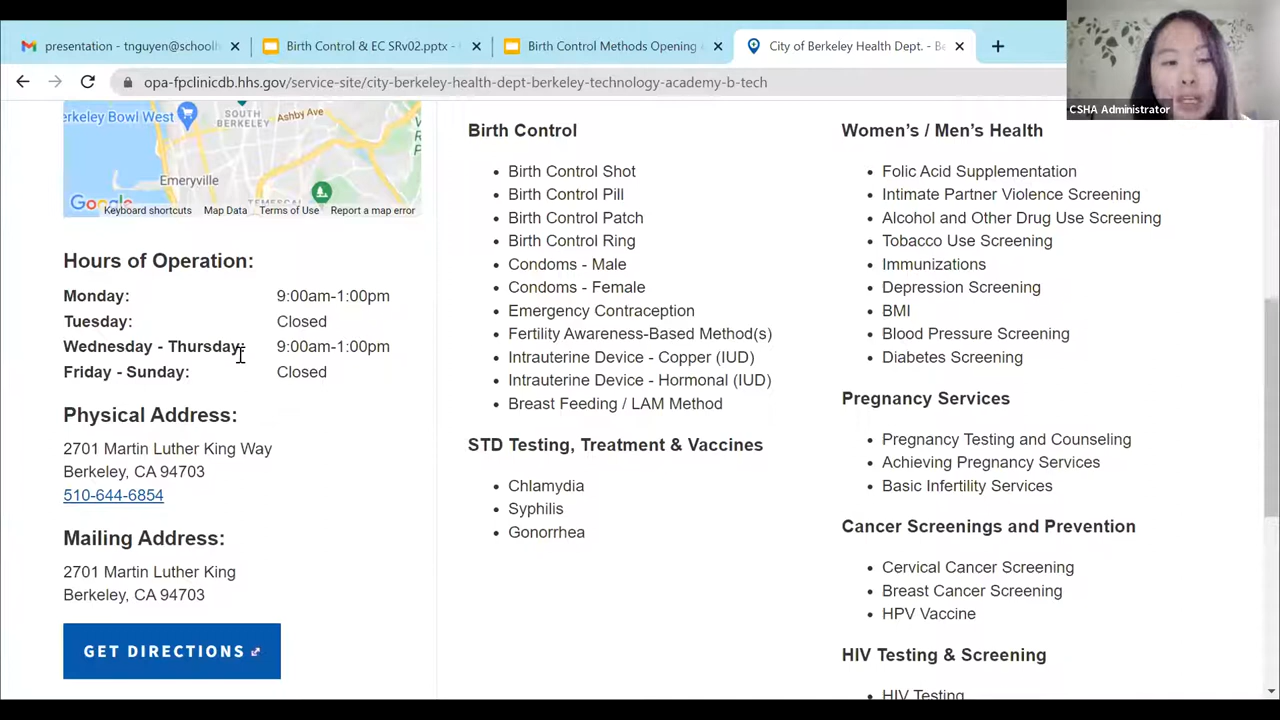 presentation - tnguyen@schoolh
Birth Control & EC SRv02.pptx -
Birth Control Methods Opening
City of Berkeley Health Dept. - Be
opa-fpclinicdb.hhs.gov/service-site/city-berkeley-health-dept-berkeley-technology-academy-b-tech
CSHA Administrator
erkeley Bowl West
SOUTH
BERKELEY
Ashby Ave
Emeryville
TEMESCAL
Google
Keyboard shortcuts
Map Data
Terms of Use
Report a map error
Hours of Operation:
Monday: 9:00am-1:00pm
Tuesday: Closed
Wednesday - Thursday: 9:00am-1:00pm
Friday - Sunday: Closed
Physical Address:
2701 Martin Luther King Way
Berkeley, CA 94703
510-644-6854
Mailing Address:
2701 Martin Luther King
Berkeley, CA 94703
GET DIRECTIONS
Birth Control
Birth Control Shot
Birth Control Pill
Birth Control Patch
Birth Control Ring
Condoms - Male
Condoms - Female
Emergency Contraception
Fertility Awareness-Based Method(s)
Intrauterine Device - Copper (IUD)
Intrauterine Device - Hormonal (IUD)
Breast Feeding / LAM Method
STD Testing, Treatment & Vaccines
Chlamydia
Syphilis
Gonorrhea
Women’s / Men’s Health
Folic Acid Supplementation
Intimate Partner Violence Screening
Alcohol and Other Drug Use Screening
Tobacco Use Screening
Immunizations
Depression Screening
BMI
Blood Pressure Screening
Diabetes Screening
Pregnancy Services
Pregnancy Testing and Counseling
Achieving Pregnancy Services
Basic Infertility Services
Cancer Screenings and Prevention
Cervical Cancer Screening
Breast Cancer Screening
HPV Vaccine
HIV Testing & Screening
HIV Testing